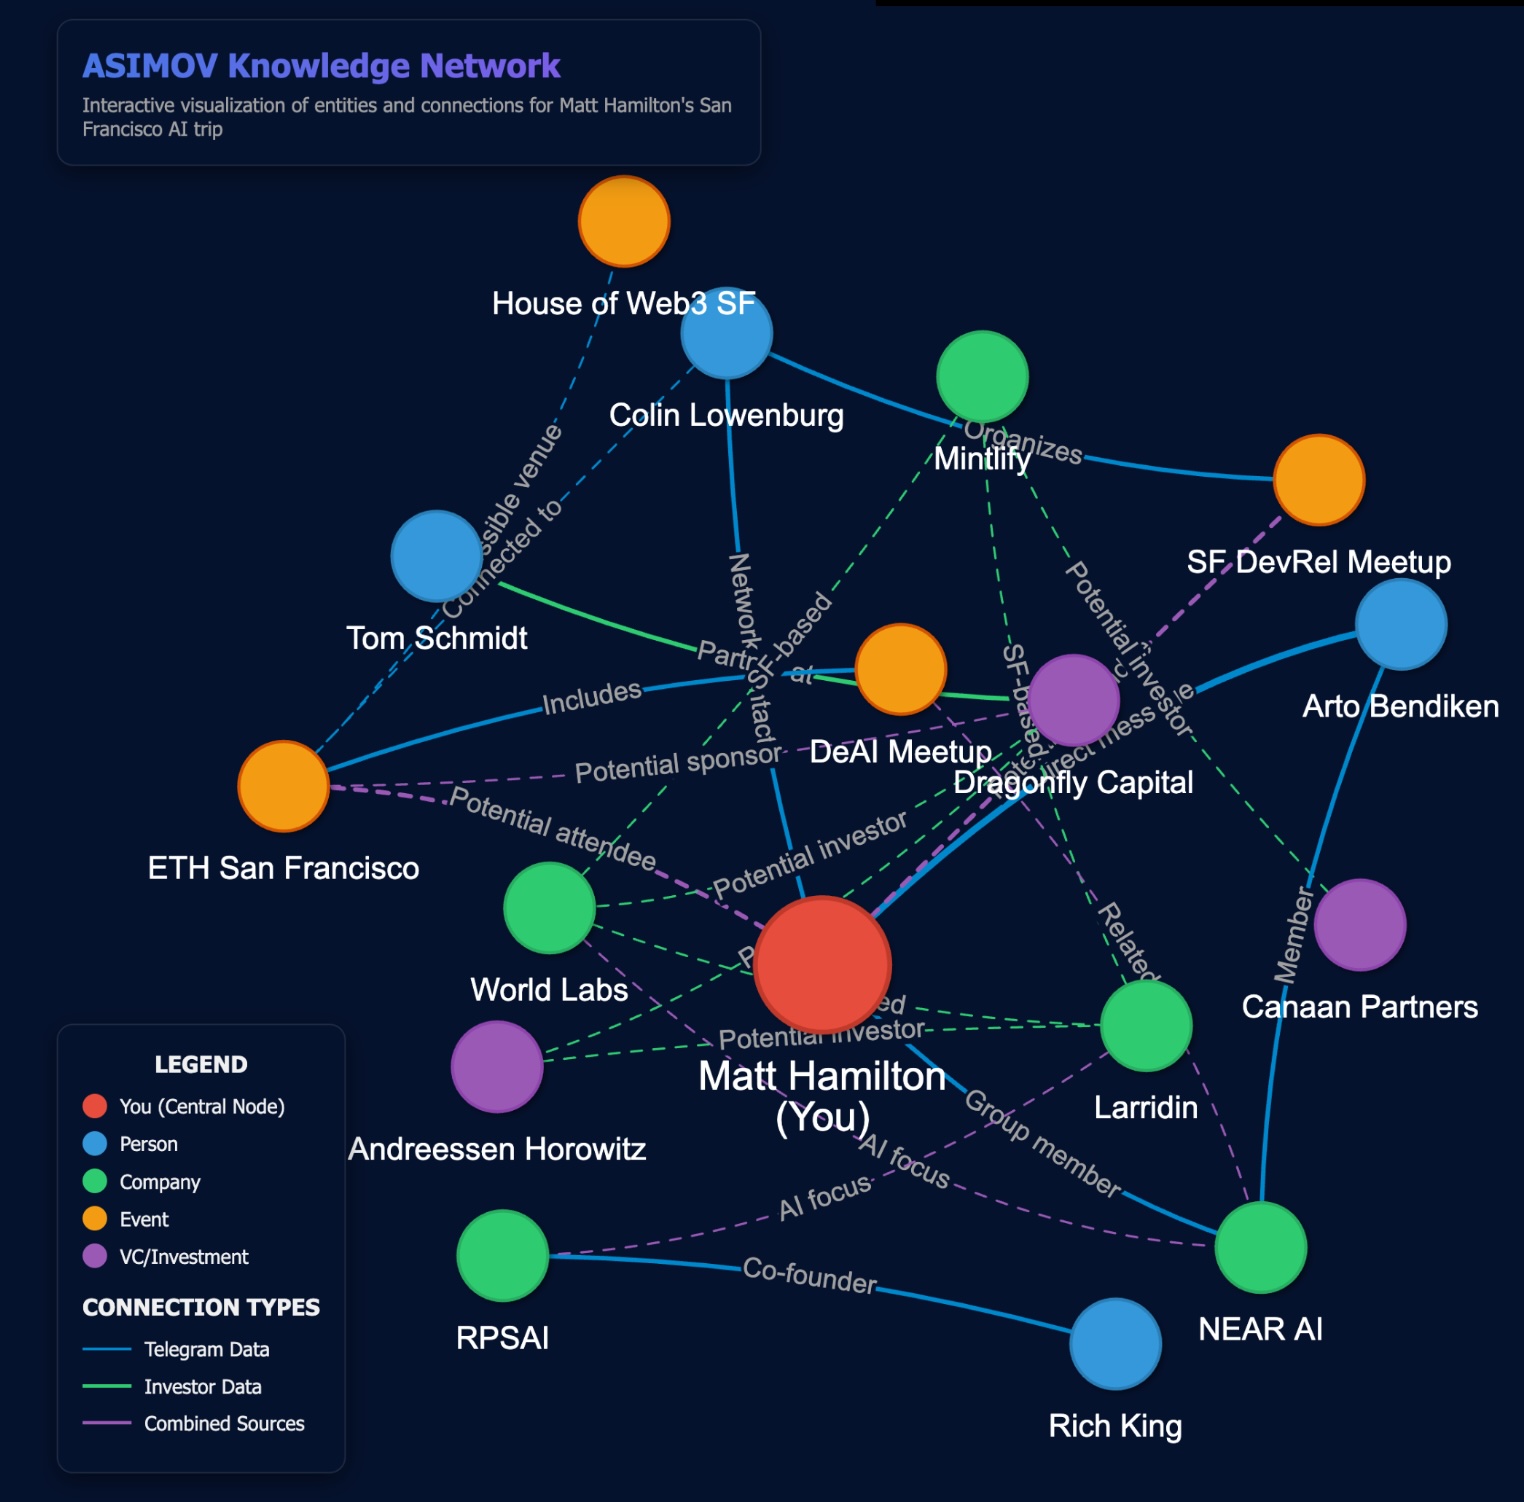 ASIMOV Knowledge Network
Interactive visualization of entities and connections for Matt Hamilton's San
Francisco AI trip
House of Web3 SF
Colin Lowenburg
Organizes
Mintlify
venue
Connected to
SF DevRel Meetup
Tom Schmidt
Network
Potential investor
Arto Bendiken
at
Includes
SF-based
DeAI Meetup
Dragonfly Capital
Potential sponsor
Potential attendee
ETH San Francisco
Potential investor
World Labs
Related
Member
Canaan Partners
Potential investor
Matt Hamilton
(You)
Larridin
Andreessen Horowitz
Group member
AI focus
AI focus
RPSAI
Co-founder
NEAR AI
Rich King
LEGEND
You (Central Node)
Person
Company
Event
VC/Investment
CONNECTION TYPES
Telegram Data
Investor Data
Combined Sources